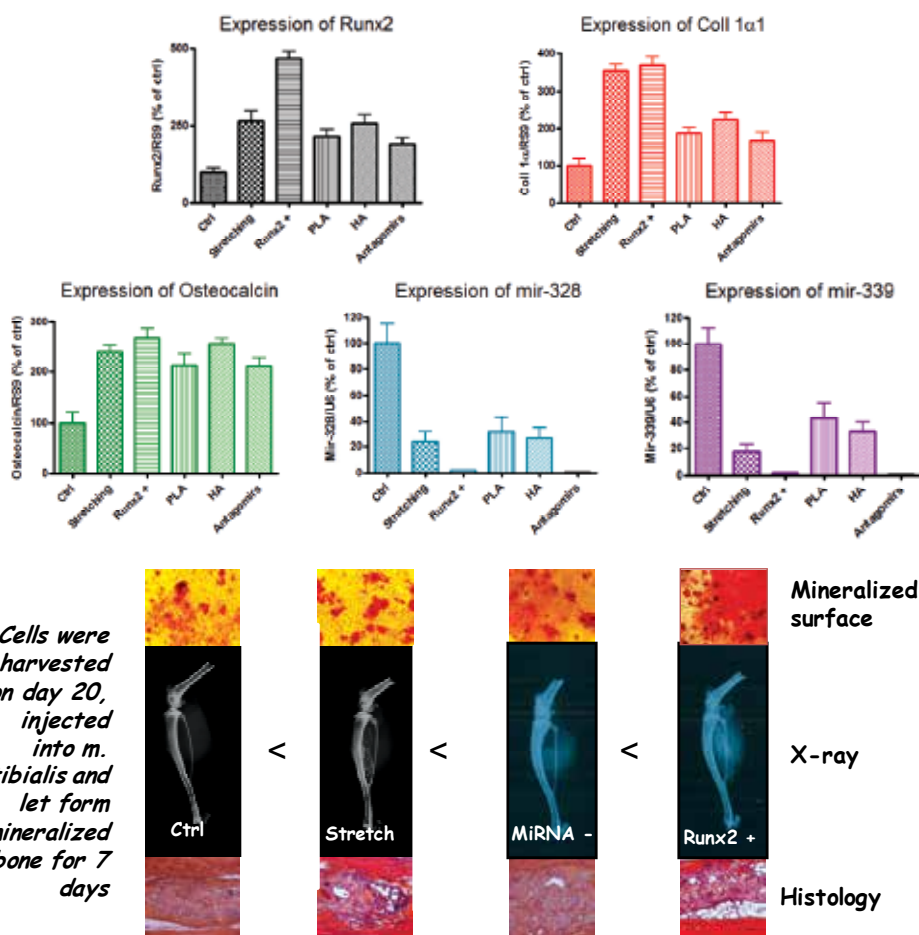 Expression of Runx2
Runx2/RS9 (% of ctrl)
500
250
0
Ctrl
Stretching
Runx2 +
PLA
HA
Antagomirs
Expression of Coll 1α1
Coll 1-α/RS9 (% of ctrl)
400
300
200
100
0
Ctrl
Stretching
Runx2 +
PLA
HA
Antagomirs
Expression of Osteocalcin
Osteocalcin/RS9 (% of ctrl)
300
200
100
0
Ctrl
Stretching
Runx2 +
PLA
HA
Antagomirs
Expression of mir-328
Mir-328/U6 (% of ctrl)
120
100
80
60
40
20
0
Ctrl
Stretching
Runx2 +
PLA
HA
Antagomirs
Expression of mir-339
Mir-339/U6 (% of ctrl)
120
100
80
60
40
20
0
Ctrl
Stretching
Runx2 +
PLA
HA
Antagomirs
Mineralized
surface
Cells were
harvested
on day 20,
injected
into m.
tibialis and
let form
mineralized
bone for 7
days
Ctrl
<
Stretch
<
MiRNA -
<
Runx2 +
X-ray
Histology